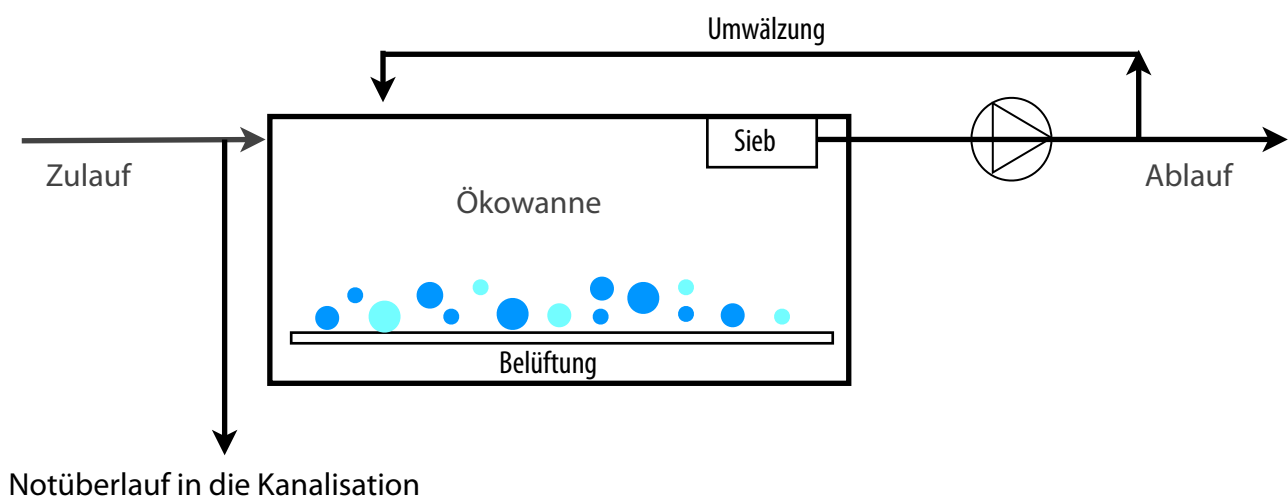 Umwälzung
Zulauf
Sieb
Ablauf
Ökowanne
Belüftung
Notüberlauf in die Kanalisation